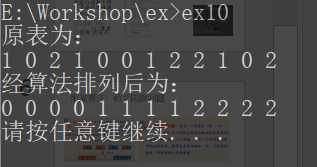 E:\Workshop\ex>ex10
原表为：
1 0 2 1 0 0 1 2 2 1 0 2
经算法排列后为：
0 0 0 0 1 1 1 1 2 2 2 2
请按任意键继续. . .